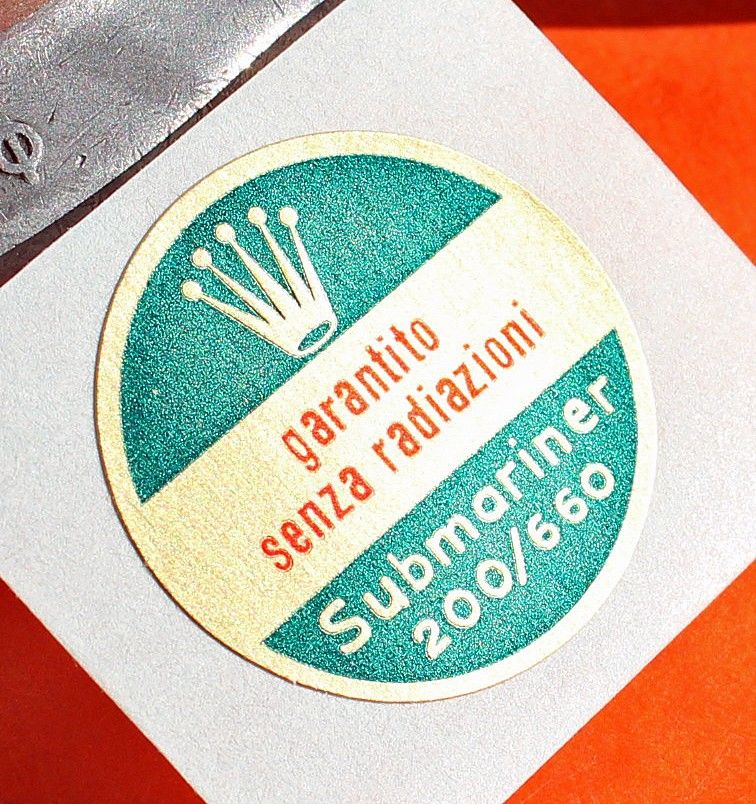 garantito
senza radiazioni
Submariner
200/660